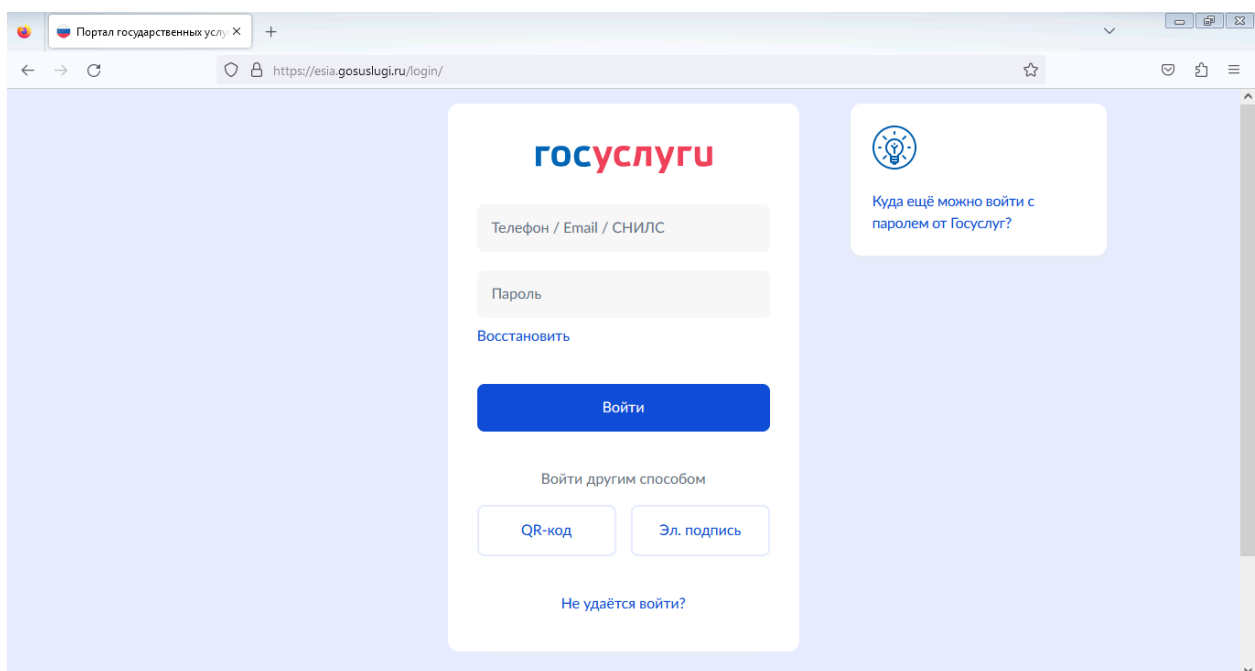 Портал государственных услу
https://esia.gosuslugi.ru/login/
госуслуги
Телефон / Email / СНИЛС
Пароль
Восстановить
Войти
Войти другим способом
QR-код
Эл. подпись
Не удаётся войти?
Куда ещё можно войти с
паролем от Госуслуг?